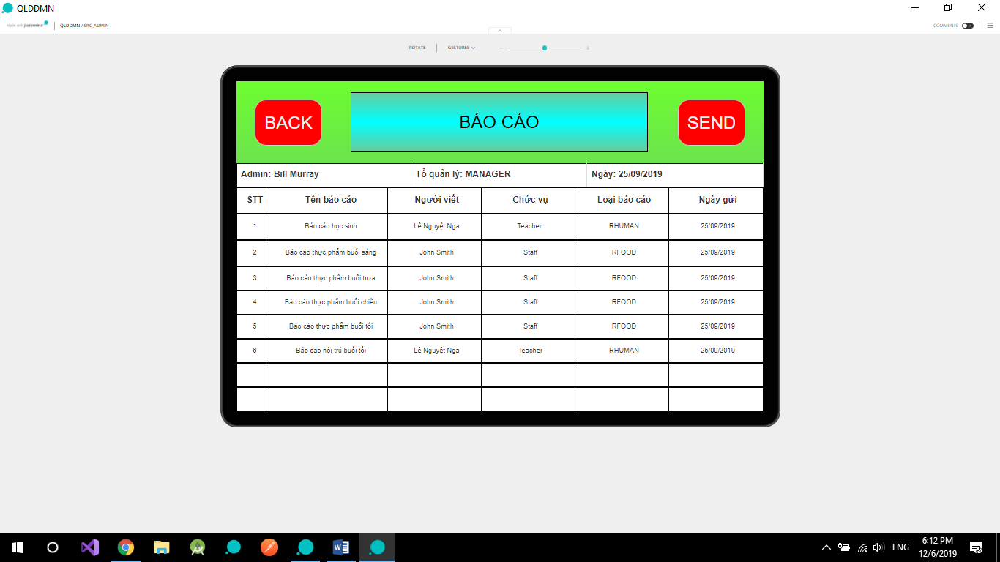 QLDDMN
Made with justinmind QLDDMN / SRC_ADMIN COMMENTS
ROTATE GESTURES
BACK BÁO CÁO SEND
Admin: Bill Murray Tổ quản lý: MANAGER Ngày: 25/09/2019
STT Tên báo cáo Người viết Chức vụ Loại báo cáo Ngày gửi
1 Báo cáo học sinh Lê Nguyệt Nga Teacher RHUMAN 25/09/2019
2 Báo cáo thực phẩm buổi sáng John Smith Staff RFOOD 25/09/2019
3 Báo cáo thực phẩm buổi trưa John Smith Staff RFOOD 25/09/2019
4 Báo cáo thực phẩm buổi chiều John Smith Staff RFOOD 25/09/2019
5 Báo cáo thực phẩm buổi tối John Smith Staff RFOOD 25/09/2019
6 Báo cáo nội trú buổi tối Lê Nguyệt Nga Teacher RHUMAN 25/09/2019
ENG 6:12 PM
12/6/2019